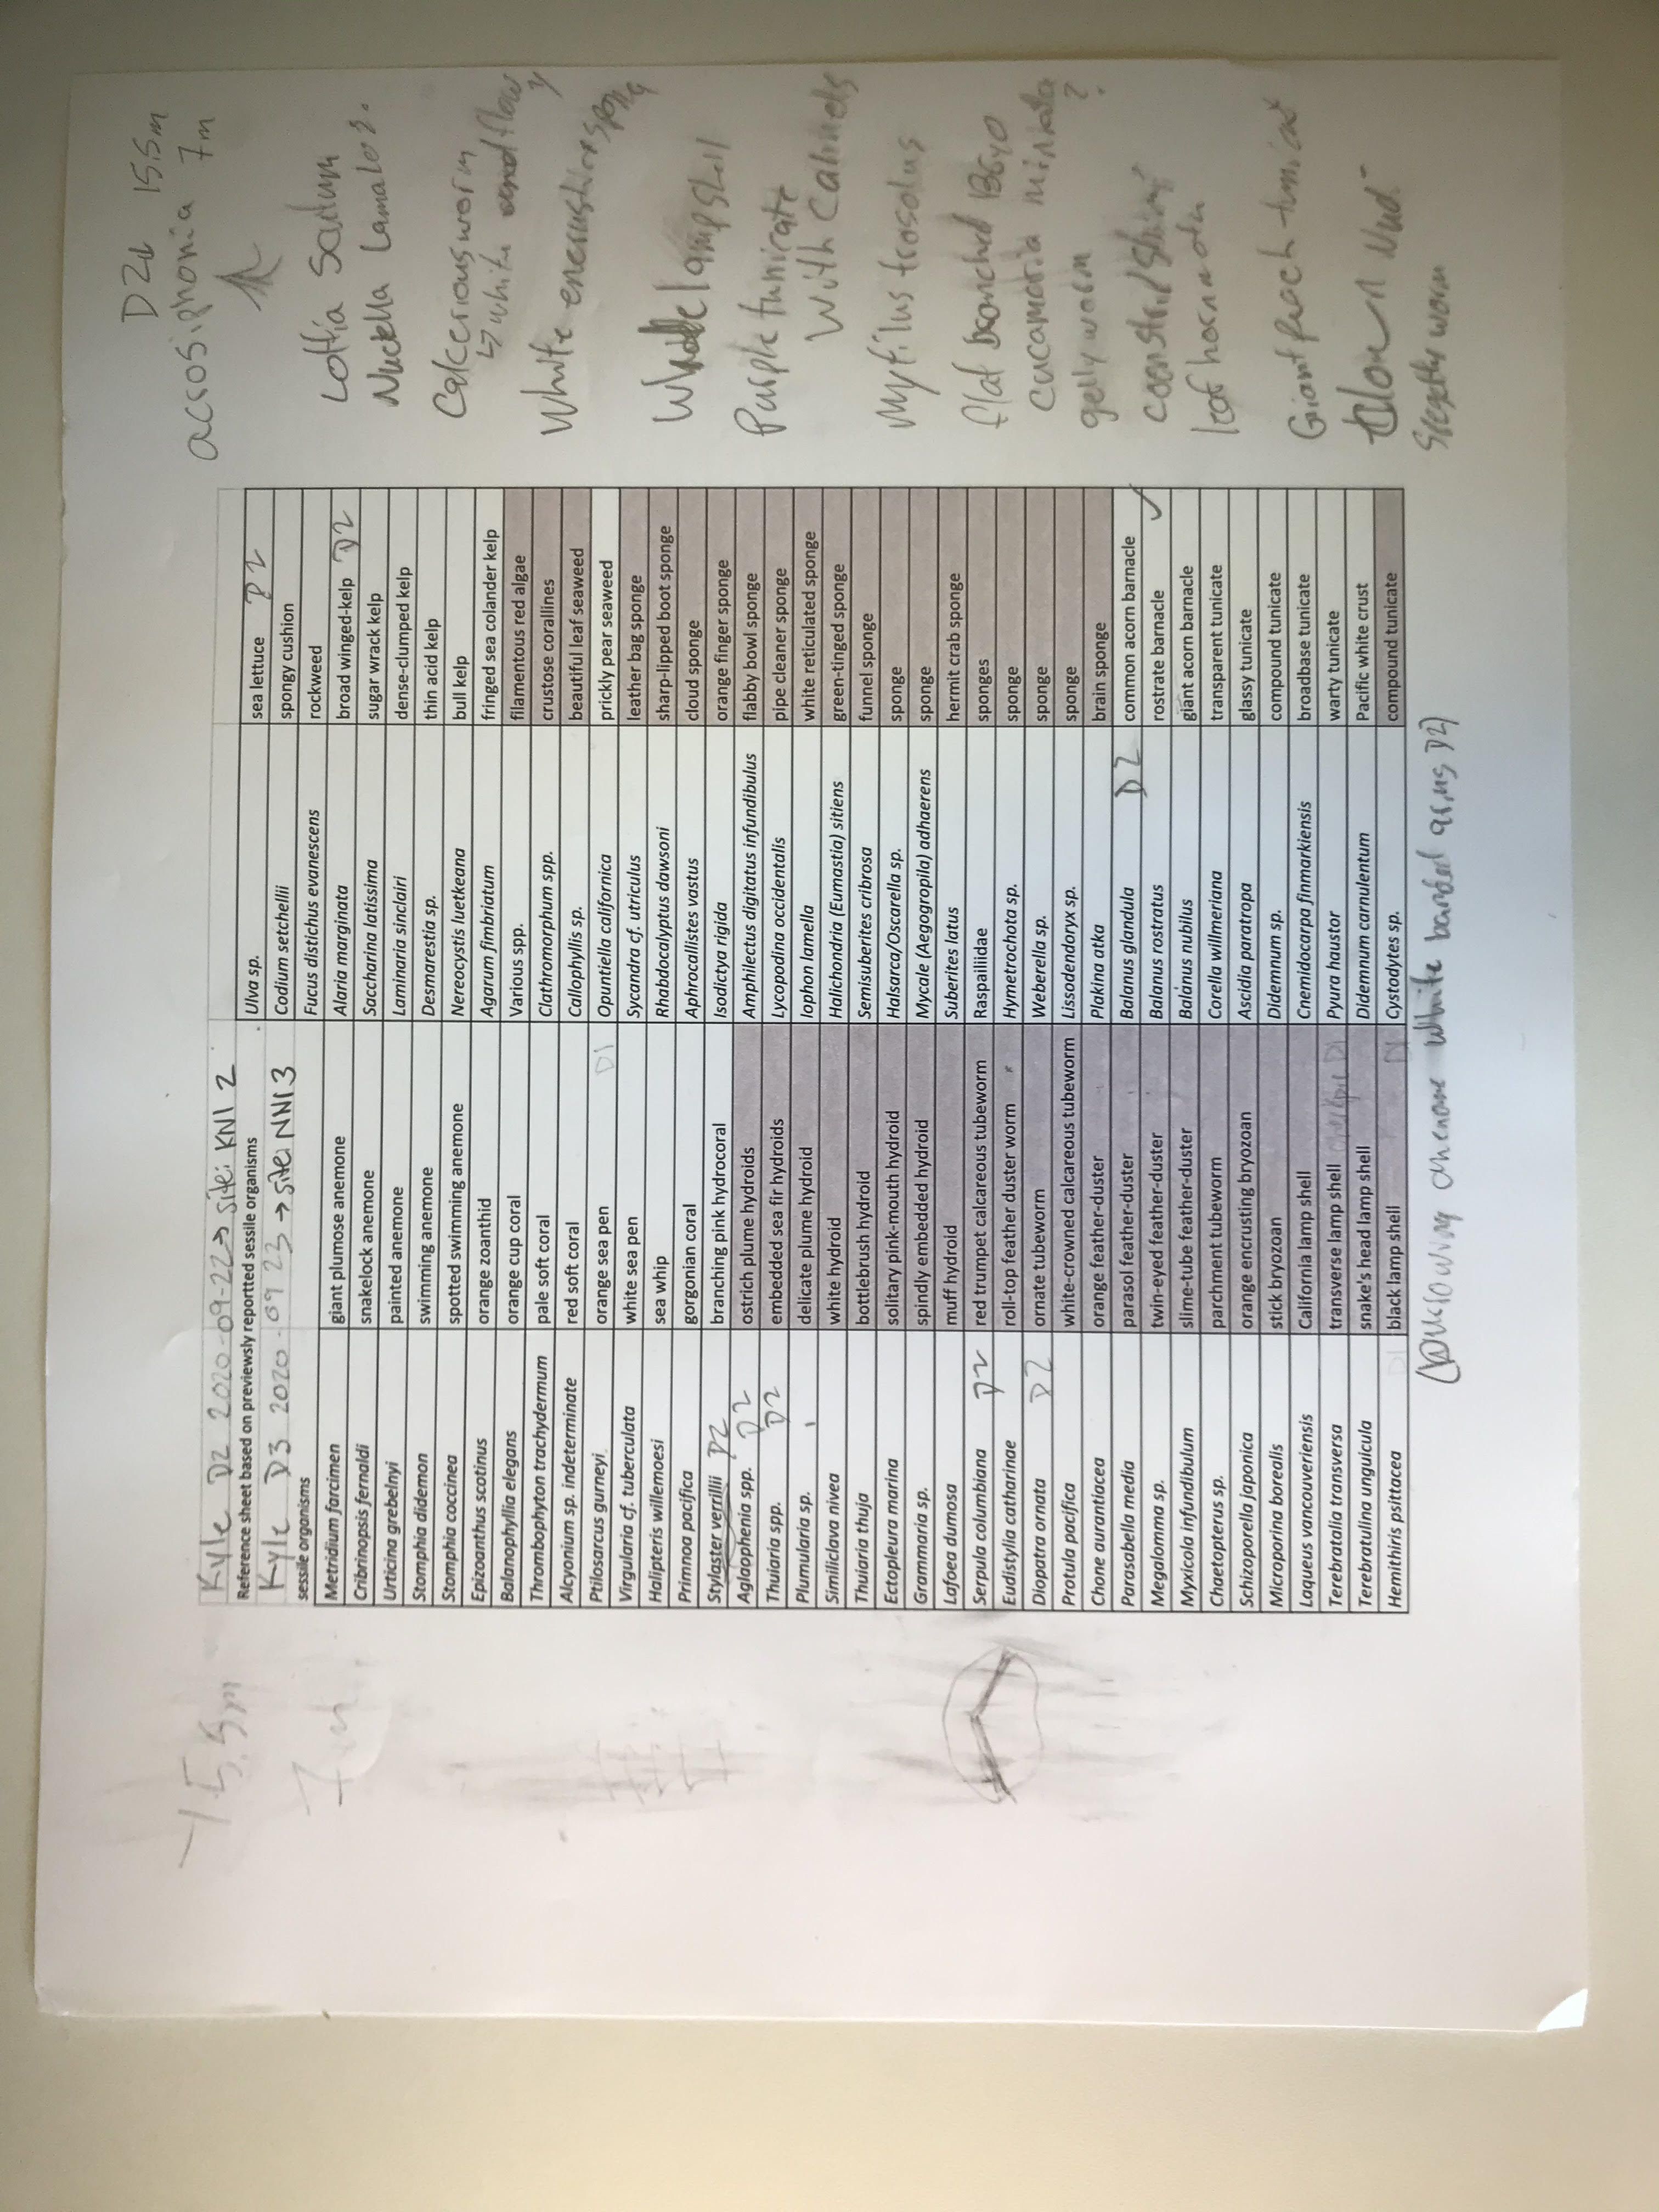 Kyle D2 2020-09-22 → Site: KNI 2
Reference sheet based on previewsly reportted sessile organisms
Kyle D3 2020-09 23 → Site: NNI 3
sessile organisms
Ulva sp. sea lettuce D2
Codium setchellii spongy cushion
Fucus distichus evanescens rockweed
Metridium farcimen giant plumose anemone Alaria marginata broad winged-kelp D2
Cribrinopsis fernaldi snakelock anemone Saccharina latissima sugar wrack kelp
Urticina grebelnyi painted anemone Laminaria sinclairi dense-clumped kelp
Stomphia didemon swimming anemone Desmarestia sp. thin acid kelp
Stomphia coccinea spotted swimming anemone Nereocystis luetkeana bull kelp
Epizoanthus scotinus orange zoanthid Agarum fimbriatum fringed sea colander kelp
Balanophyllia elegans orange cup coral Various spp. filamentous red algae
Thrombophyton trachydermum pale soft coral Clathromorphum spp. crustose corallines
Alcyonium sp. indeterminate red soft coral Callophyllis sp. beautiful leaf seaweed
Ptilosarcus gurneyi orange sea pen D1 Opuntiella californica prickly pear seaweed
Virgularia cf. tuberculata white sea pen Sycandra cf. utriculus leather bag sponge
Halipteris willemoesi sea whip Rhabdocalyptus dawsoni sharp-lipped boot sponge
Primnoa pacifica gorgonian coral Aphrocallistes vastus cloud sponge
Stylaster verrillii D2 branching pink hydrocoral Isodictya rigida orange finger sponge
Aglaophenia spp. D2 ostrich plume hydroids Amphilectus digitatus infundibulus flabby bowl sponge
Thuiaria spp. D2 embedded sea fir hydroids Lycopodina occidentalis pipe cleaner sponge
Plumularia sp. delicate plume hydroid Iophon lamella white reticulated sponge
Similiclava nivea white hydroid Halichondria (Eumastia) sitiens green-tinged sponge
Thuiaria thuja bottlebrush hydroid Semisuberites cribrosa funnel sponge
Ectopleura marina solitary pink-mouth hydroid Halsarca/Oscarella sp. sponge
Grammaria sp. spindly embedded hydroid Mycale (Aegogropila) adhaerens sponge
Lafoea dumosa muff hydroid Suberites latus hermit crab sponge
Serpula columbiana D2 red trumpet calcareous tubeworm Raspailiidae sponges
Eudistylia catharinae roll-top feather duster worm Hymetrochota sp. sponge
Diopatra ornata D2 ornate tubeworm Weberella sp. sponge
Protula pacifica white-crowned calcareous tubeworm Lissodendoryx sp. sponge
Chone aurantiacea orange feather-duster Plakina atka brain sponge
Parasabella media parasol feather-duster Balanus glandula D2 common acorn barnacle
Megalomma sp. twin-eyed feather-duster Balanus rostratus rostrate barnacle ✓
Myxicola infundibulum slime-tube feather-duster Balanus nubilus giant acorn barnacle
Chaetopterus sp. parchment tubeworm Corella willmeriana transparent tunicate
Schizoporella japonica orange encrusting bryozoan Ascidia paratropa glassy tunicate
Microporina borealis stick bryozoan Didemnum sp. compound tunicate
Laqueus vancouveriensis California lamp shell Cnemidocarpa finmarkiensis broadbase tunicate
Terebratalia transversa transverse lamp shell D1 Pyura haustor warty tunicate
Terebratulina unguicula snake's head lamp shell Didemnum carnulentum Pacific white crust
Hemithiris psittacea D1 black lamp shell D1 Cystodytes sp. compound tunicate
(burrowing anenome white banded arms D2)
15.5m
7m
D2↓ 15.5m
acrosiphonia 7m
↑
Lottia Scutum
Nucella Lamalos.
Calcerious worm
↳ white
White encrushing
White lampshell
Purple tunicate
with Calinets
Mytilus trosolus
flat branched Bryo
cucamaria miniata
gelly worm ?
leaf hornmoth
Giant peach tunicat
Nud-
worm